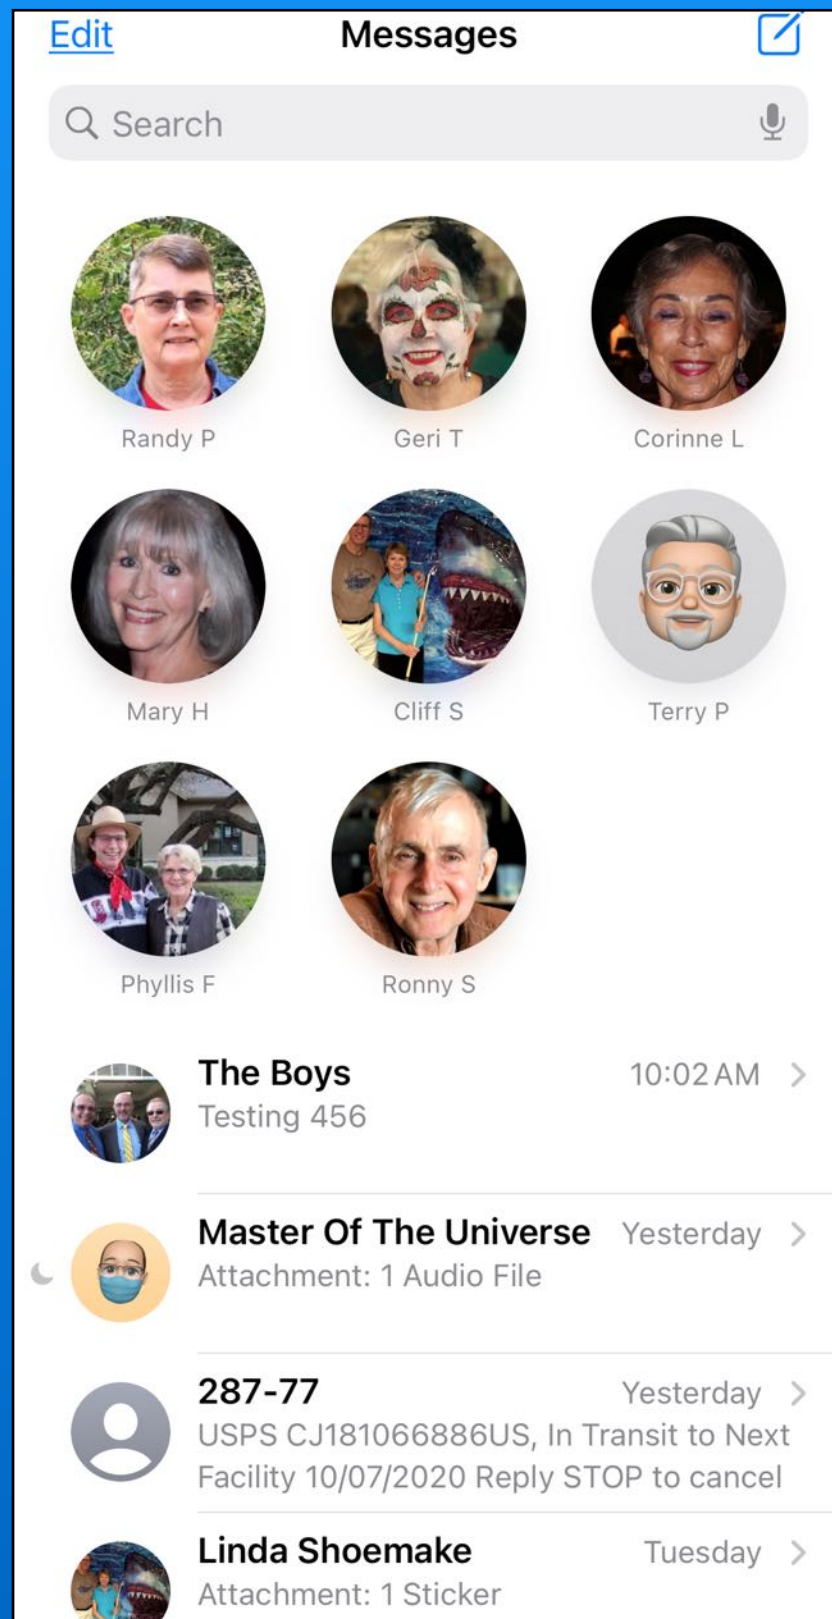 Edit Messages
Search
Randy P Geri T Corinne L
Mary H Cliff S Terry P
Phyllis F Ronny S
The Boys 10:02 AM
Testing 456
Master Of The Universe Yesterday
Attachment: 1 Audio File
287-77 Yesterday
USPS CJ181066886US, In Transit to Next
Facility 10/07/2020 Reply STOP to cancel
Linda Shoemake Tuesday
Attachment: 1 Sticker